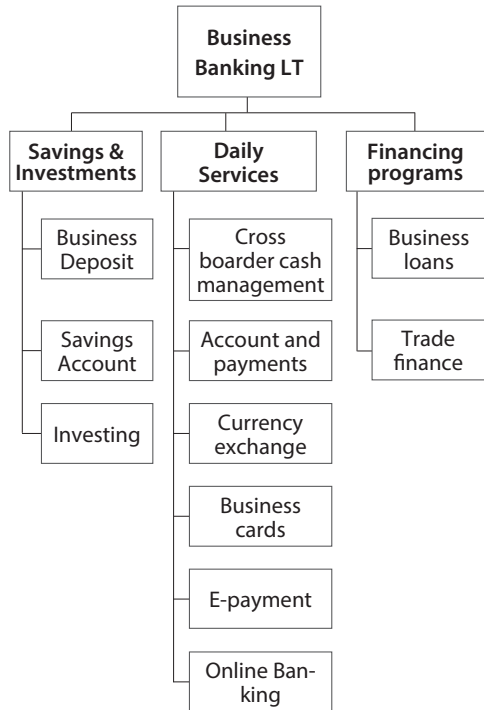 Business
Banking LT
Savings &
Investments
Business
Deposit
Savings
Account
Investing
Daily
Services
Cross
boarder cash
management
Account and
payments
Currency
exchange
Business
cards
E-payment
Online Ban-
king
Financing
programs
Business
loans
Trade
finance